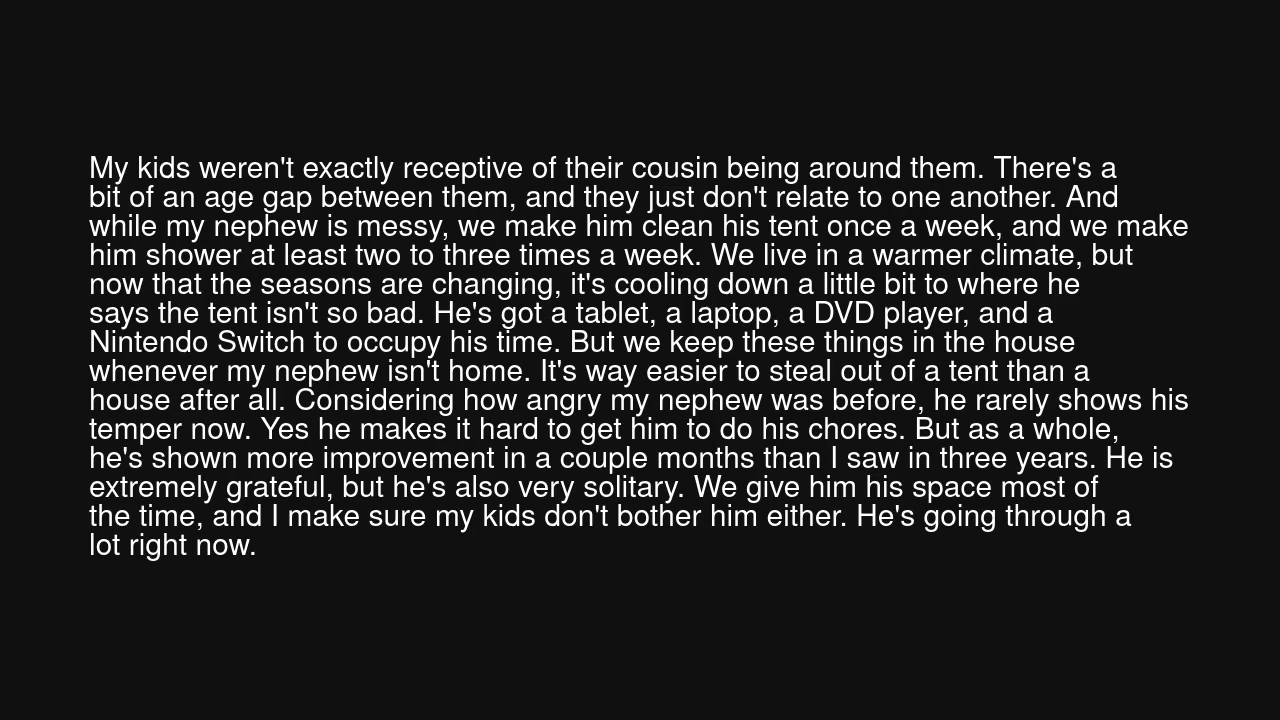 My kids weren't exactly receptive of their cousin being around them. There's a
bit of an age gap between them, and they just don't relate to one another. And
while my nephew is messy, we make him clean his tent once a week, and we make
him shower at least two to three times a week. We live in a warmer climate, but
now that the seasons are changing, it's cooling down a little bit to where he
says the tent isn't so bad. He's got a tablet, a laptop, a DVD player, and a
Nintendo Switch to occupy his time. But we keep these things in the house
whenever my nephew isn't home. It's way easier to steal out of a tent than a
house after all. Considering how angry my nephew was before, he rarely shows his
temper now. Yes he makes it hard to get him to do his chores. But as a whole,
he's shown more improvement in a couple months than I saw in three years. He is
extremely grateful, but he's also very solitary. We give him his space most of
the time, and I make sure my kids don't bother him either. He's going through a
lot right now.